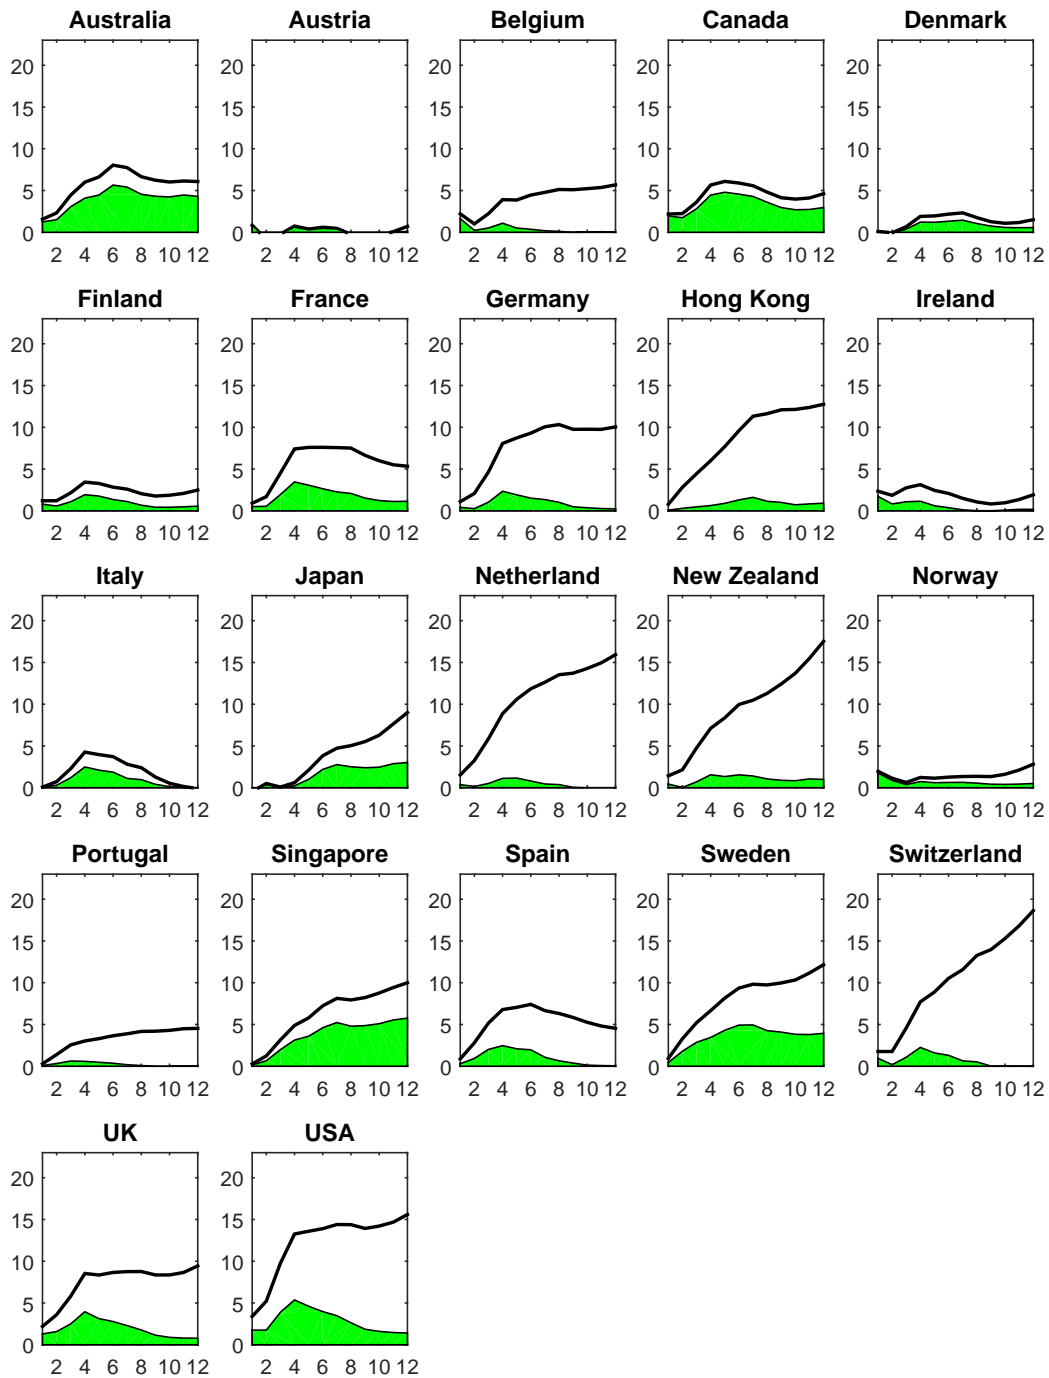 Australia Austria Belgium Canada Denmark
20 20 20 20 20
15 15 15 15 15
10 10 10 10 10
5 5 5 5 5
0 0 0 0 0
2 4 6 8 10 12 2 4 6 8 10 12 2 4 6 8 10 12 2 4 6 8 10 12 2 4 6 8 10 12
Finland France Germany Hong Kong Ireland
20 20 20 20 20
15 15 15 15 15
10 10 10 10 10
5 5 5 5 5
0 0 0 0 0
2 4 6 8 10 12 2 4 6 8 10 12 2 4 6 8 10 12 2 4 6 8 10 12 2 4 6 8 10 12
Italy Japan Netherland New Zealand Norway
20 20 20 20 20
15 15 15 15 15
10 10 10 10 10
5 5 5 5 5
0 0 0 0 0
2 4 6 8 10 12 2 4 6 8 10 12 2 4 6 8 10 12 2 4 6 8 10 12 2 4 6 8 10 12
Portugal Singapore Spain Sweden Switzerland
20 20 20 20 20
15 15 15 15 15
10 10 10 10 10
5 5 5 5 5
0 0 0 0 0
2 4 6 8 10 12 2 4 6 8 10 12 2 4 6 8 10 12 2 4 6 8 10 12 2 4 6 8 10 12
UK USA
20 20
15 15
10 10
5 5
0 0
2 4 6 8 10 12 2 4 6 8 10 12